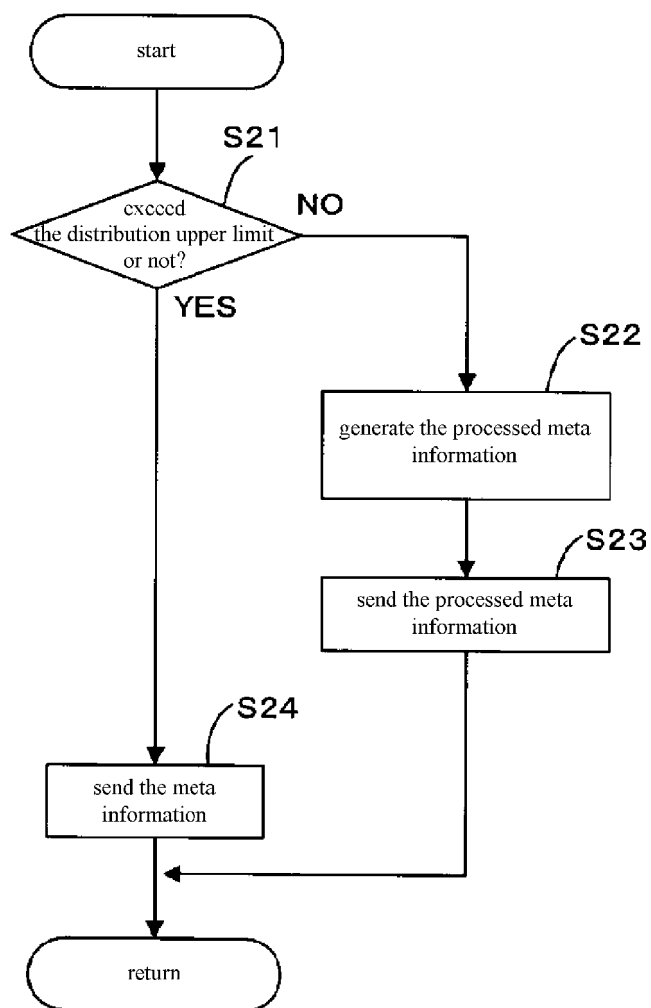 start
S21
exceed
the distribution upper limit
or not?
NO
YES
S22
generate the processed meta
information
S23
send the processed meta
information
S24
send the meta
information
return